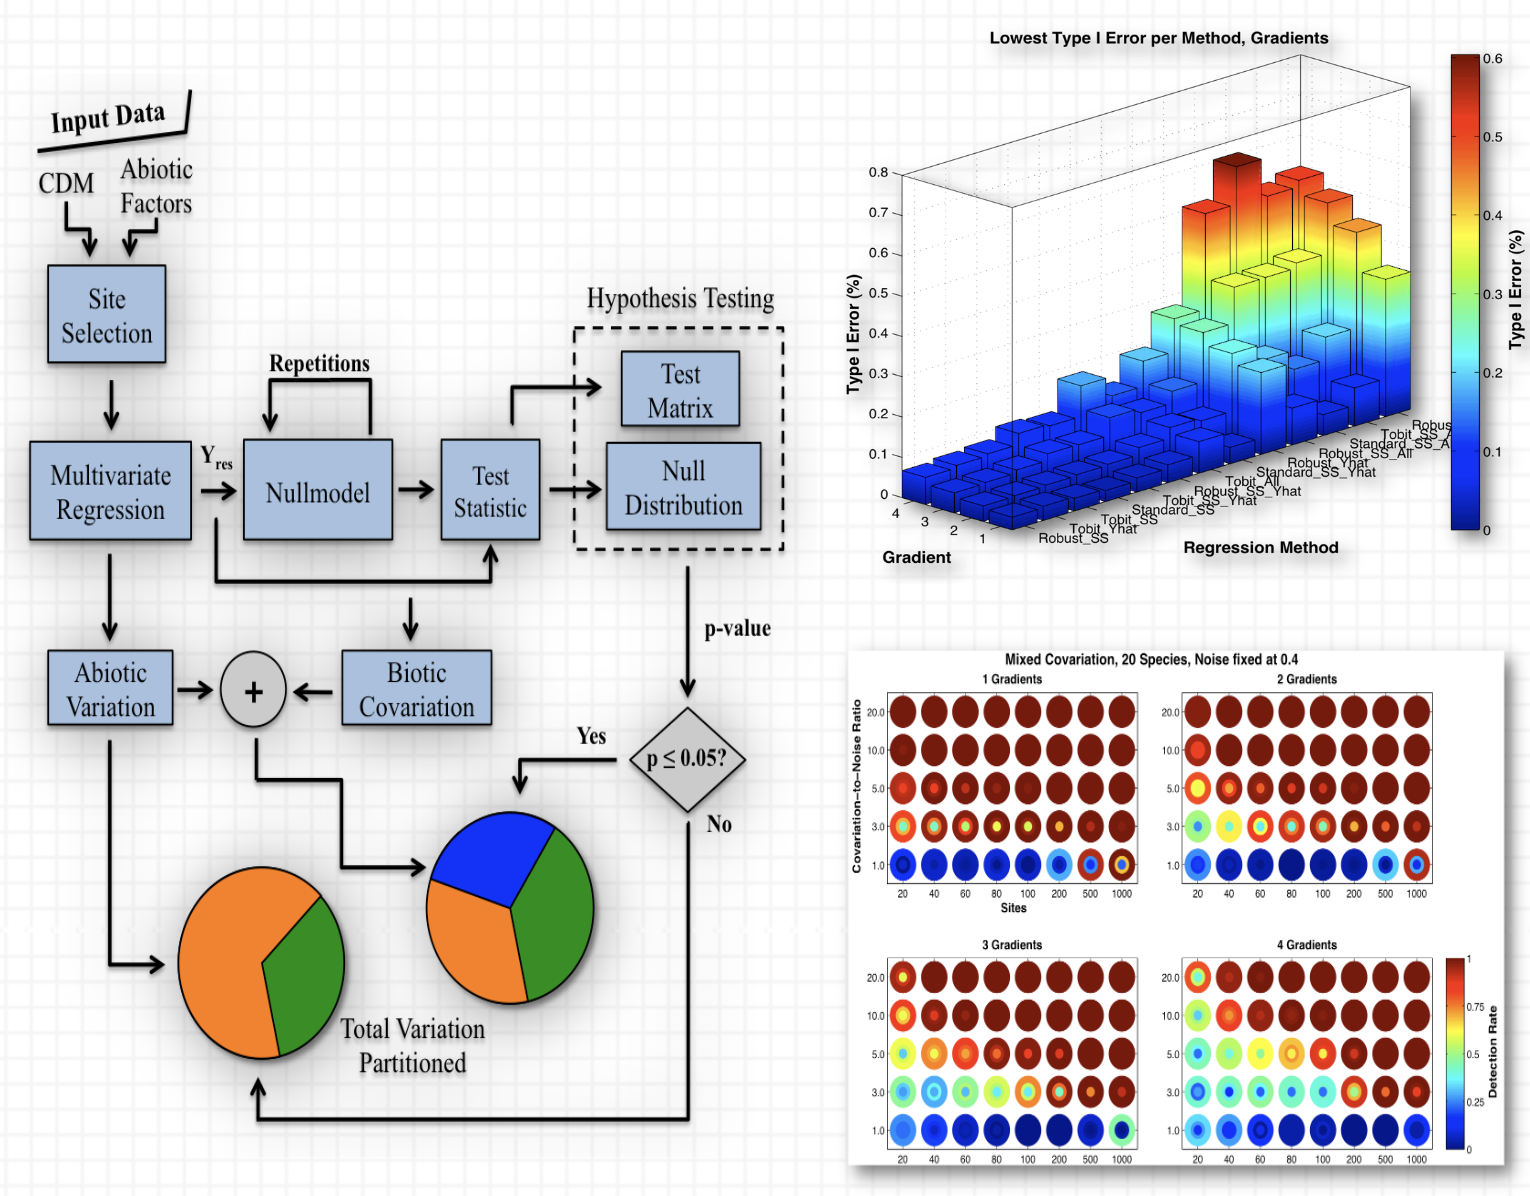 Input Data
CDM
Abiotic
Factors
Site
Selection
Repetitions
Multivariate
Regression
Yres
Nullmodel
Test
Statistic
Hypothesis Testing
Test
Matrix
Null
Distribution
p-value
Abiotic
Variation
+
Biotic
Covariation
Yes
p ≤ 0.05?
No
Total Variation
Partitioned
Lowest Type I Error per Method, Gradients
Type I Error (%)
0.8
0.7
0.6
0.5
0.4
0.3
0.2
0.1
0
4
3
2
1
Gradient
Robust_SS
Tobit_Yhat
Tobit_SS
Standard_SS
Tobit_SS_Yhat
Robust_SS_Yhat
Tobit_All
Standard_SS_Yhat
Robust_Yhat
Robust_SS_All
Standard_SS_A
Tobit_SS_A
Robus
Regression Method
0.6
0.5
0.4
0.3
0.2
0.1
0
Type I Error (%)
Mixed Covariation, 20 Species, Noise fixed at 0.4
1 Gradients
Covariation-to-Noise Ratio
20.0
10.0
5.0
3.0
1.0
20 40 60 80 100 200 500 1000
Sites
2 Gradients
20.0
10.0
5.0
3.0
1.0
20 40 60 80 100 200 500 1000
3 Gradients
20.0
10.0
5.0
3.0
1.0
20 40 60 80 100 200 500 1000
4 Gradients
20.0
10.0
5.0
3.0
1.0
20 40 60 80 100 200 500 1000
1
0.75
0.5
0.25
0
Detection Rate